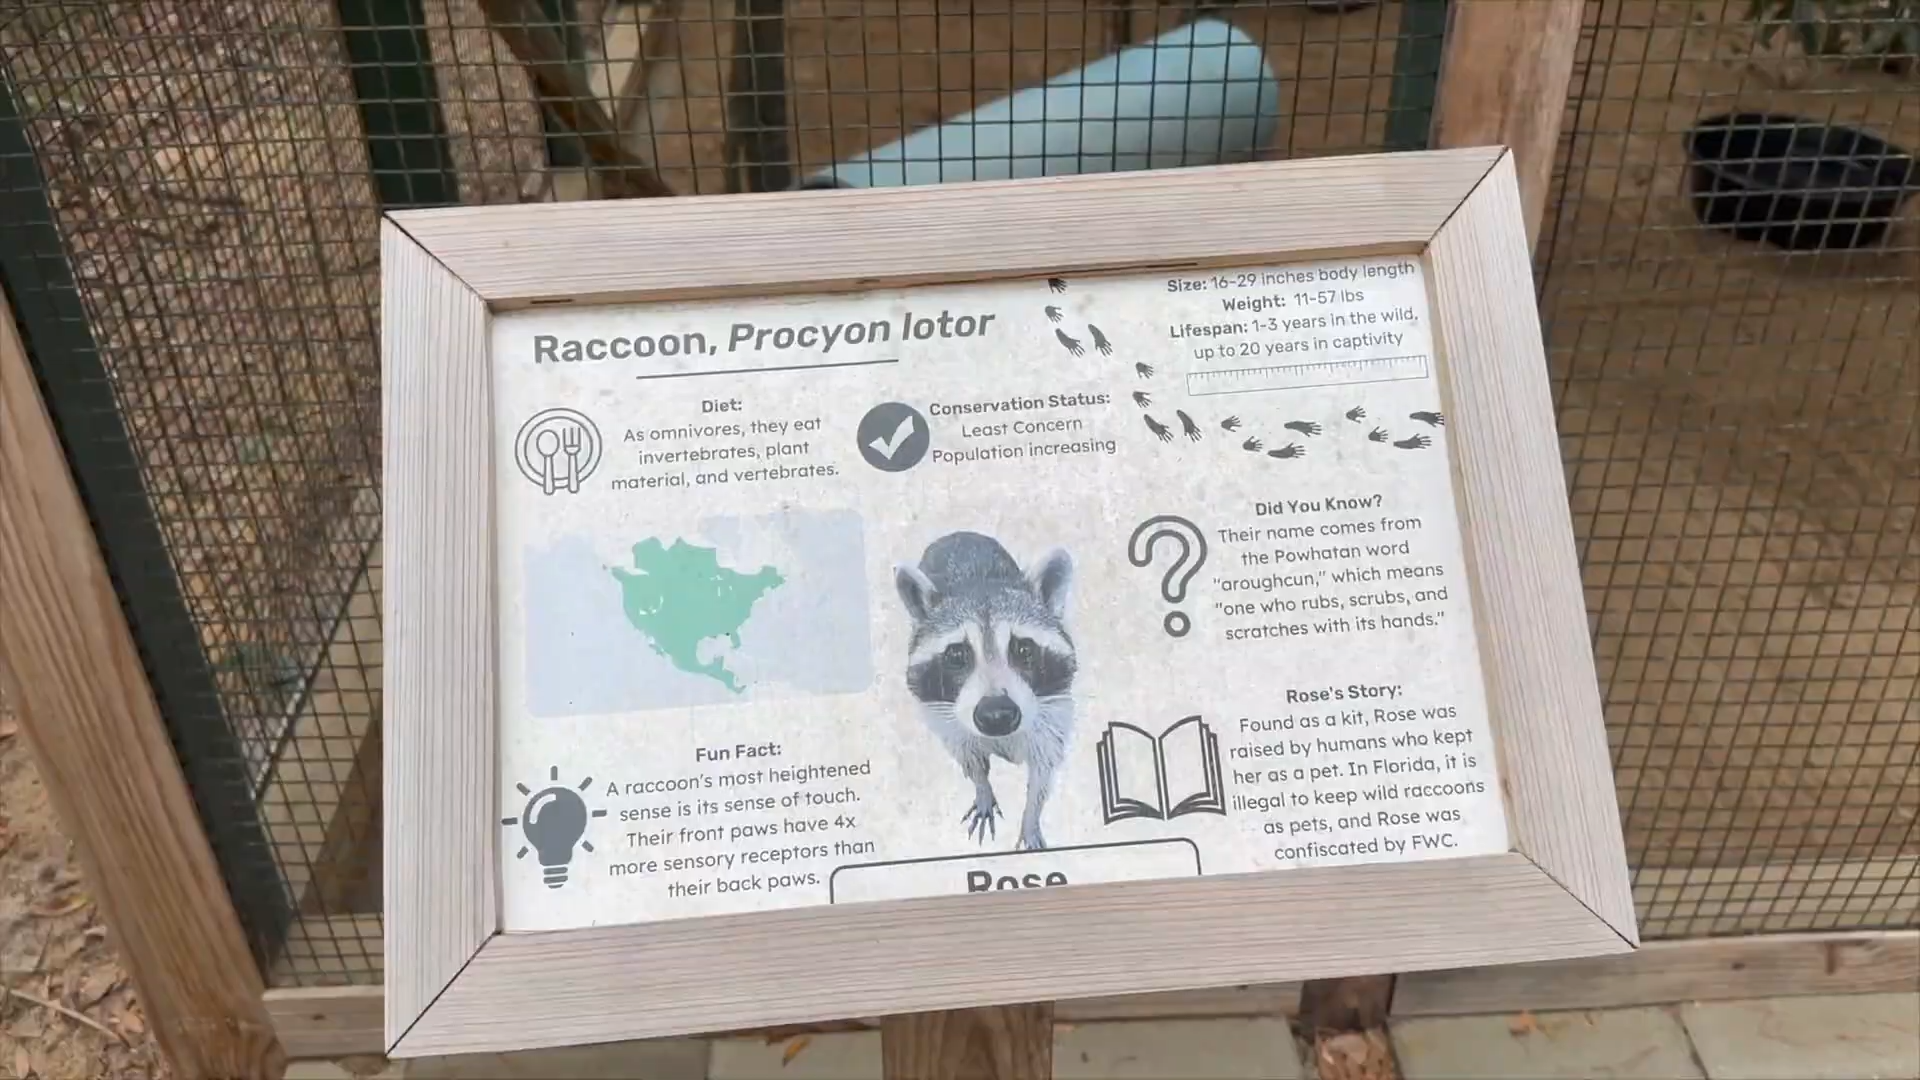 Raccoon, Procyon lotor
Size: 16-29 inches body length
Weight: 11-57 lbs
Lifespan: 1-3 years in the wild,
up to 20 years in captivity
Diet:
As omnivores, they eat
invertebrates, plant
material, and vertebrates.
Conservation Status:
Least Concern
Population increasing
Did You Know?
Their name comes from
the Powhatan word
"aroughcun," which means
"one who rubs, scrubs, and
scratches with its hands."
Fun Fact:
A raccoon's most heightened
sense is its sense of touch.
Their front paws have 4x
more sensory receptors than
their back paws.
Rose's Story:
Found as a kit, Rose was
raised by humans who kept
her as a pet. In Florida, it is
illegal to keep wild raccoons
as pets, and Rose was
confiscated by FWC.
Rose